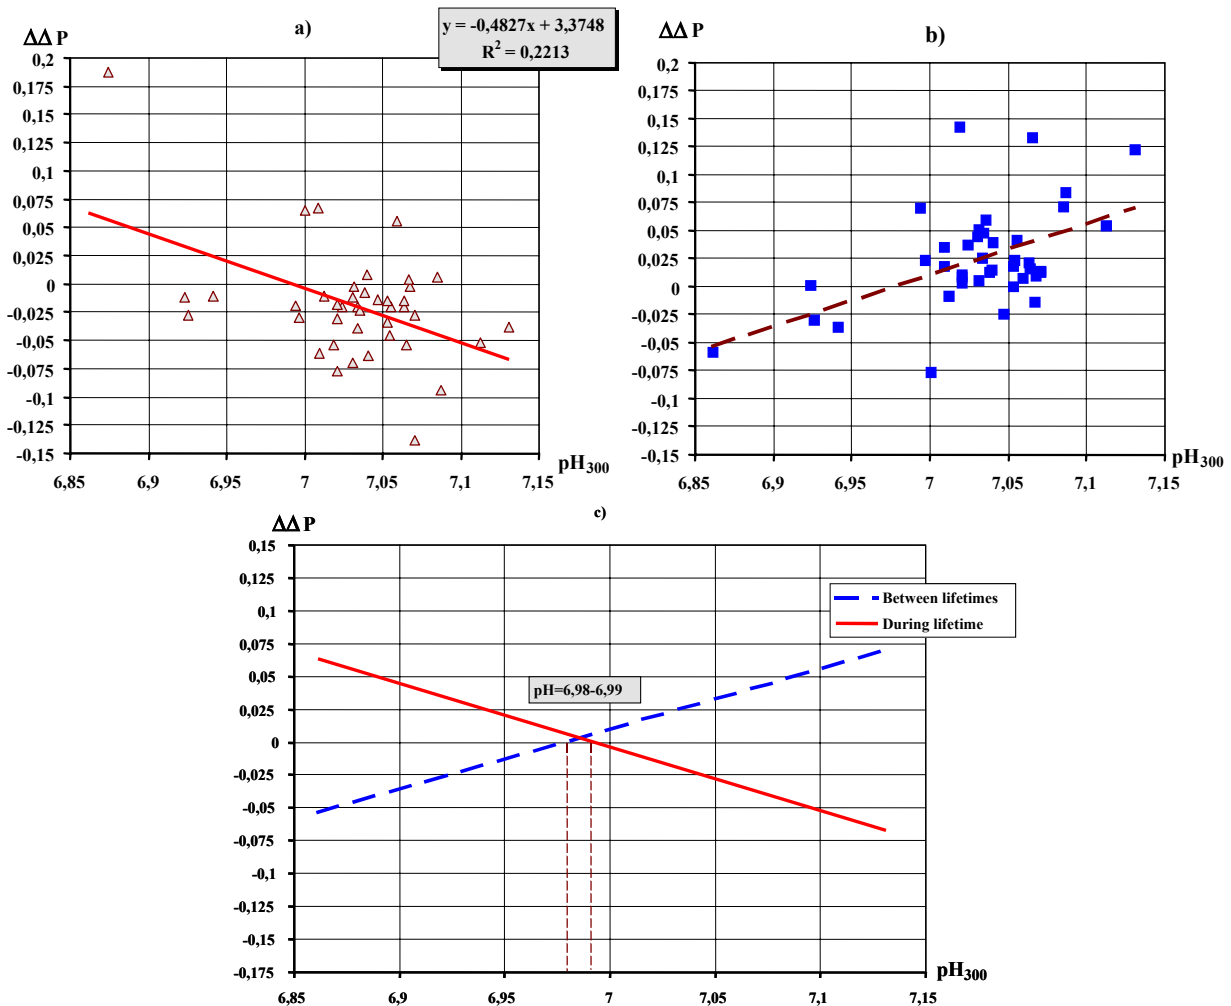 a)
y = -0,4827x + 3,3748
R² = 0,2213
ΔΔ P
0,2
0,175
0,15
0,125
0,1
0,075
0,05
0,025
0
-0,025
-0,05
-0,075
-0,1
-0,125
-0,15
pH300
6,85 6,9 6,95 7 7,05 7,1 7,15
b)
ΔΔ P
0,2
0,175
0,15
0,125
0,1
0,075
0,05
0,025
0
-0,025
-0,05
-0,075
-0,1
-0,125
-0,15
pH300
6,85 6,9 6,95 7 7,05 7,1 7,15
c)
ΔΔ P
0,15
0,125
0,1
0,075
0,05
0,025
0
-0,025
-0,05
-0,075
-0,1
-0,125
-0,15
-0,175
Between lifetimes
During lifetime
pH=6,98-6,99
pH300
6,85 6,9 6,95 7 7,05 7,1 7,15